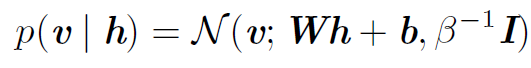 p(v | h) = 𝒩(v; Wh + b, β⁻¹I)